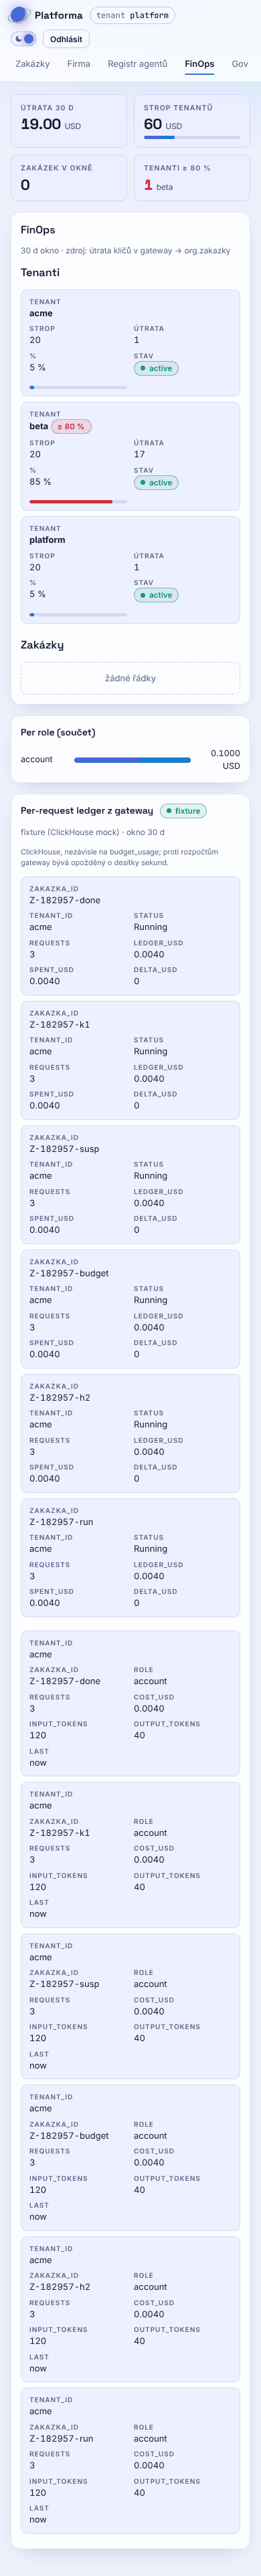 Platforma
tenant platform
Odhlásit
Zakázky Firma Registr agentů FinOps Gov
ÚTRATA 30 D
19.00 USD
STROP TENANTŮ
60 USD
ZAKÁZEK V OKNĚ
0
TENANTI ≥ 80 %
1 beta
FinOps
30 d okno · zdroj: útrata klíčů v gateway → org.zakazky
Tenanti
TENANT
acme
STROP ÚTRATA
20 1
% STAV
5 % active
TENANT
beta ≥ 80 %
STROP ÚTRATA
20 17
% STAV
85 % active
TENANT
platform
STROP ÚTRATA
20 1
% STAV
5 % active
Zakázky
žádné řádky
Per role (součet)
account 0.1000
USD
Per-request ledger z gateway fixture
fixture (ClickHouse mock) · okno 30 d
ClickHouse, nezávisle na budget_usage; proti rozpočtům
gateway bývá opožděný o desítky sekund.
ZAKAZKA_ID
Z-182957-done
TENANT_ID STATUS
acme Running
REQUESTS LEDGER_USD
3 0.0040
SPENT_USD DELTA_USD
0.0040 0
ZAKAZKA_ID
Z-182957-k1
TENANT_ID STATUS
acme Running
REQUESTS LEDGER_USD
3 0.0040
SPENT_USD DELTA_USD
0.0040 0
ZAKAZKA_ID
Z-182957-susp
TENANT_ID STATUS
acme Running
REQUESTS LEDGER_USD
3 0.0040
SPENT_USD DELTA_USD
0.0040 0
ZAKAZKA_ID
Z-182957-budget
TENANT_ID STATUS
acme Running
REQUESTS LEDGER_USD
3 0.0040
SPENT_USD DELTA_USD
0.0040 0
ZAKAZKA_ID
Z-182957-h2
TENANT_ID STATUS
acme Running
REQUESTS LEDGER_USD
3 0.0040
SPENT_USD DELTA_USD
0.0040 0
ZAKAZKA_ID
Z-182957-run
TENANT_ID STATUS
acme Running
REQUESTS LEDGER_USD
3 0.0040
SPENT_USD DELTA_USD
0.0040 0
TENANT_ID
acme
ZAKAZKA_ID ROLE
Z-182957-done account
REQUESTS COST_USD
3 0.0040
INPUT_TOKENS OUTPUT_TOKENS
120 40
LAST
now
TENANT_ID
acme
ZAKAZKA_ID ROLE
Z-182957-k1 account
REQUESTS COST_USD
3 0.0040
INPUT_TOKENS OUTPUT_TOKENS
120 40
LAST
now
TENANT_ID
acme
ZAKAZKA_ID ROLE
Z-182957-susp account
REQUESTS COST_USD
3 0.0040
INPUT_TOKENS OUTPUT_TOKENS
120 40
LAST
now
TENANT_ID
acme
ZAKAZKA_ID ROLE
Z-182957-budget account
REQUESTS COST_USD
3 0.0040
INPUT_TOKENS OUTPUT_TOKENS
120 40
LAST
now
TENANT_ID
acme
ZAKAZKA_ID ROLE
Z-182957-h2 account
REQUESTS COST_USD
3 0.0040
INPUT_TOKENS OUTPUT_TOKENS
120 40
LAST
now
TENANT_ID
acme
ZAKAZKA_ID ROLE
Z-182957-run account
REQUESTS COST_USD
3 0.0040
INPUT_TOKENS OUTPUT_TOKENS
120 40
LAST
now